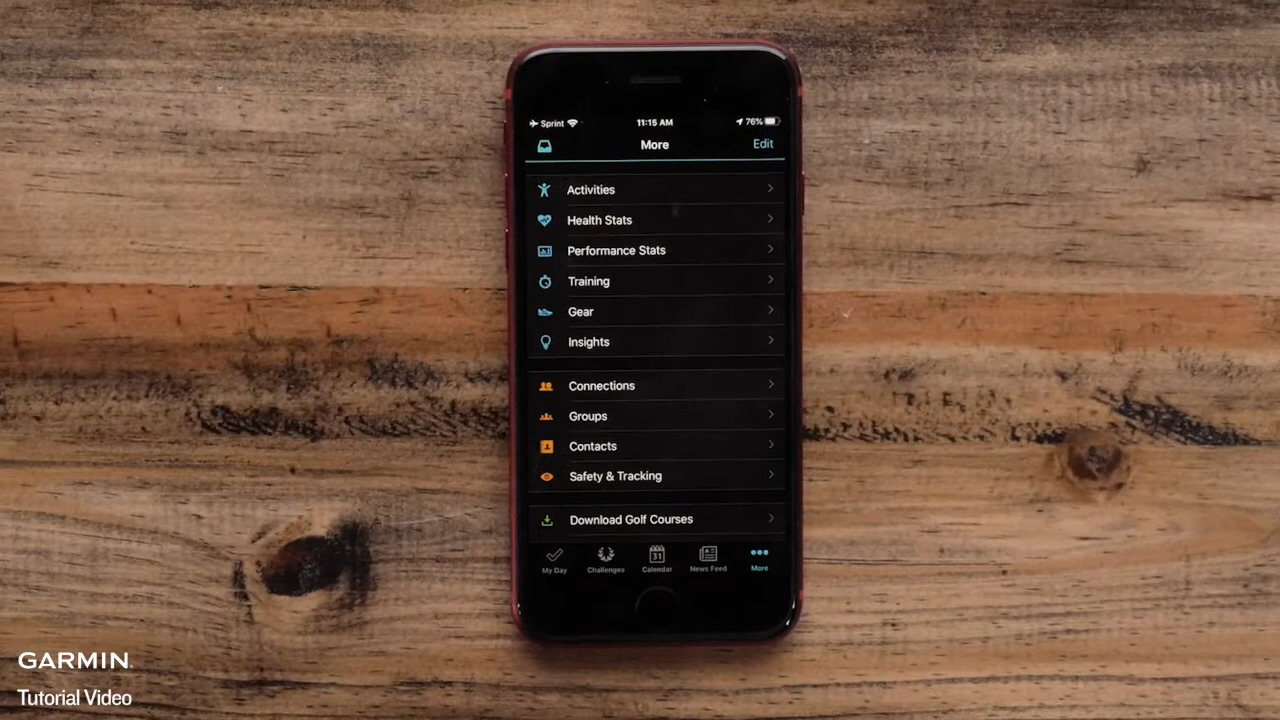 Sprint 11:15 AM 76%
More Edit
Activities
Health Stats
Performance Stats
Training
Gear
Insights
Connections
Groups
Contacts
Safety & Tracking
Download Golf Courses
31
My Day Challenges Calendar News Feed More
GARMIN.
Tutorial Video